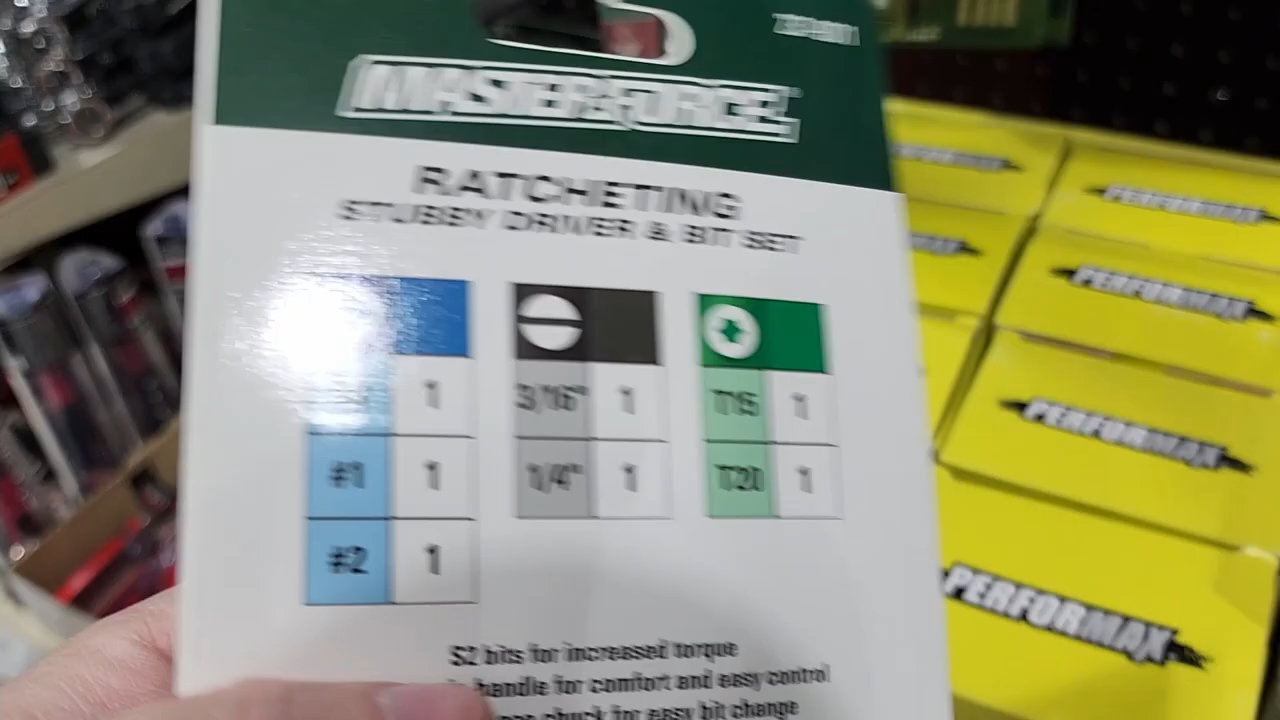 MASTERFORGE
RATCHETING
STUBBY DRIVER & BIT SET
1
#1 1
#2 1
3/16" 1
1/4" 1
T15 1
T20 1
S2 bits for increased torque
handle for comfort and easy control
chuck for easy bit change
PERFORMAX
PERFORMAX
PERFORMAX
PERFORMAX